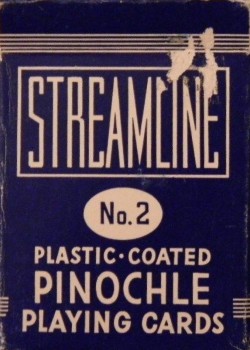 STREAMLINE
No.2
PLASTIC·COATED
PINOCHLE
PLAYING CARDS